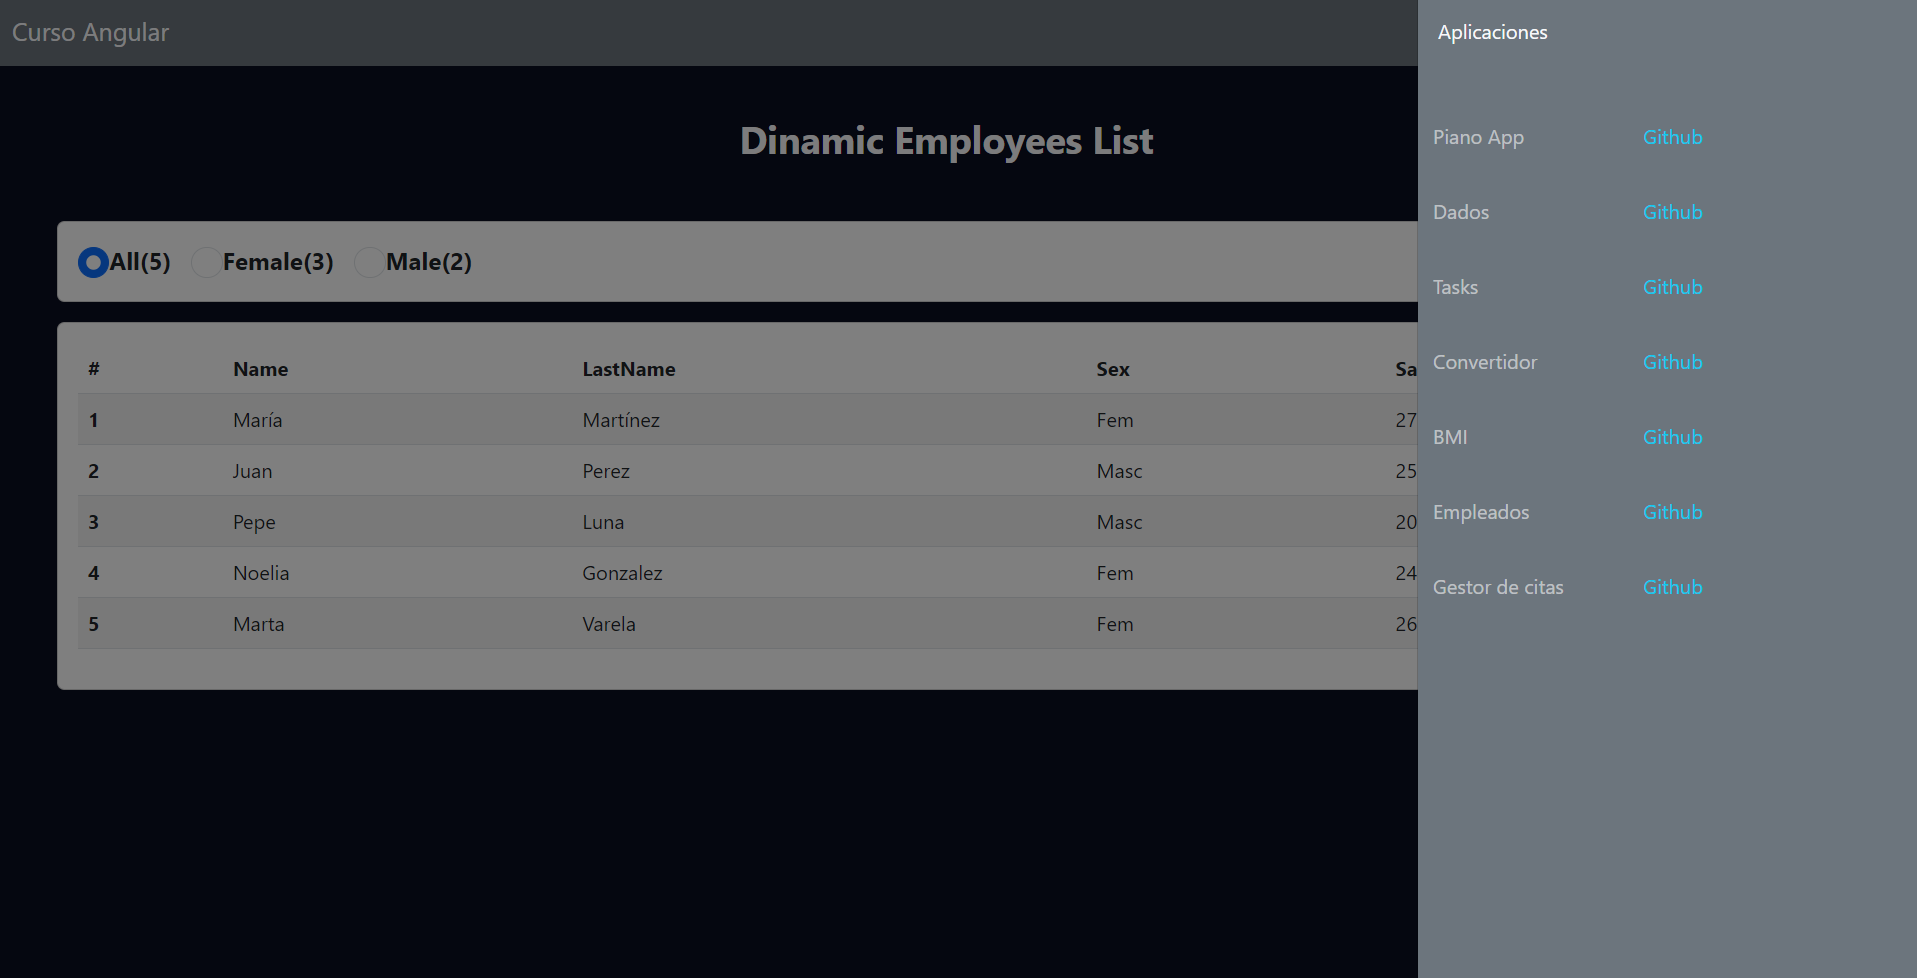 Curso Angular
Dinamic Employees List
All(5) Female(3) Male(2)
# Name LastName Sex Sa
1 María Martínez Fem 27
2 Juan Perez Masc 25
3 Pepe Luna Masc 20
4 Noelia Gonzalez Fem 24
5 Marta Varela Fem 26
Aplicaciones
Piano App Github
Dados Github
Tasks Github
Convertidor Github
BMI Github
Empleados Github
Gestor de citas Github